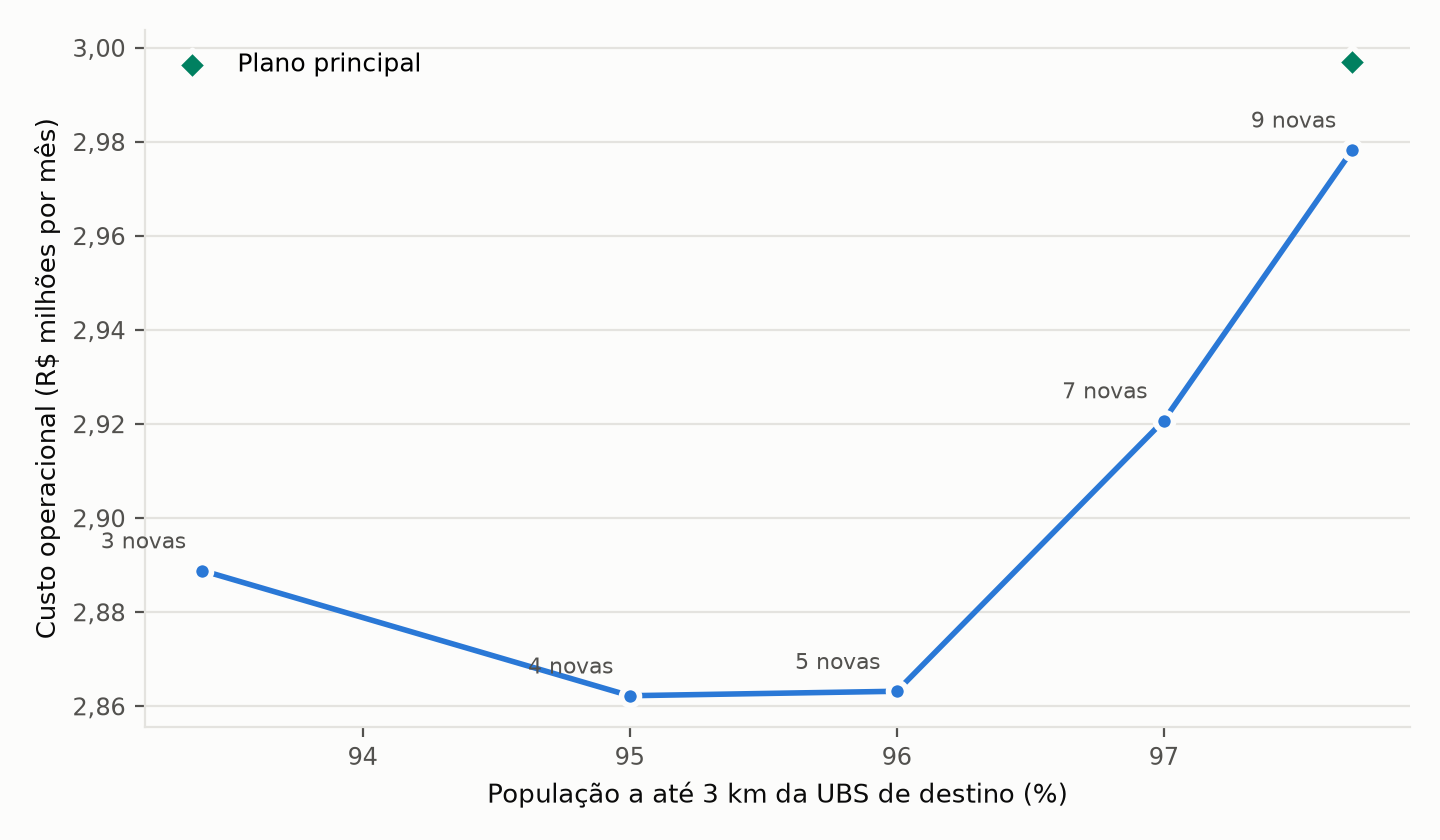 Plano principal
Custo operacional (R$ milhões por mês)
3,00
2,98
2,96
2,94
2,92
2,90
2,88
2,86
9 novas
7 novas
3 novas
4 novas
5 novas
94
95
96
97
População a até 3 km da UBS de destino (%)